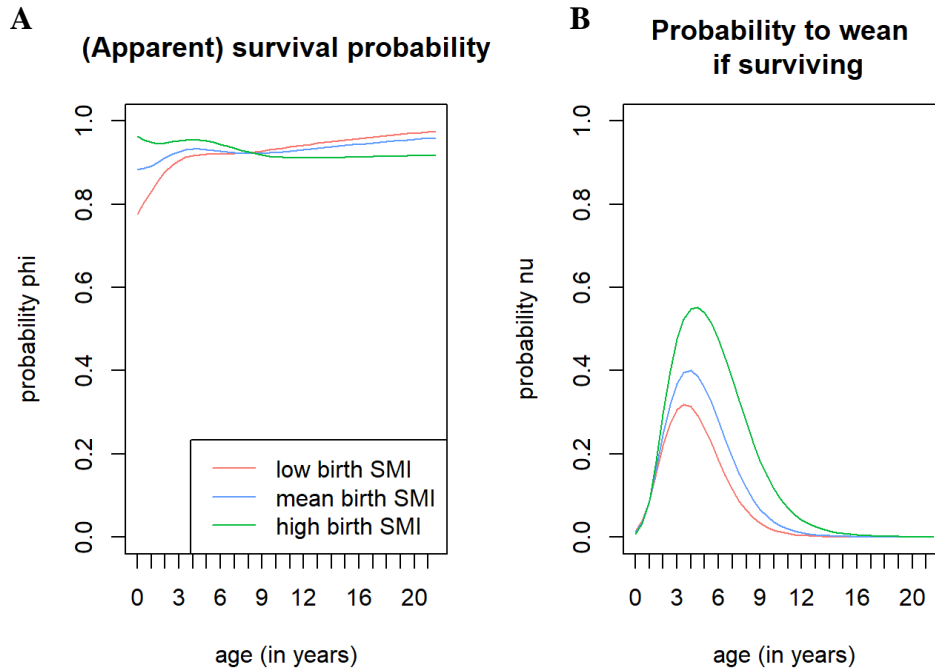 A
(Apparent) survival probability
probability phi
1.0
0.8
0.6
0.4
0.2
0.0
low birth SMI
mean birth SMI
high birth SMI
0 3 6 9 12 16 20
age (in years)
B
Probability to wean
if surviving
probability nu
1.0
0.8
0.6
0.4
0.2
0.0
0 3 6 9 12 16 20
age (in years)